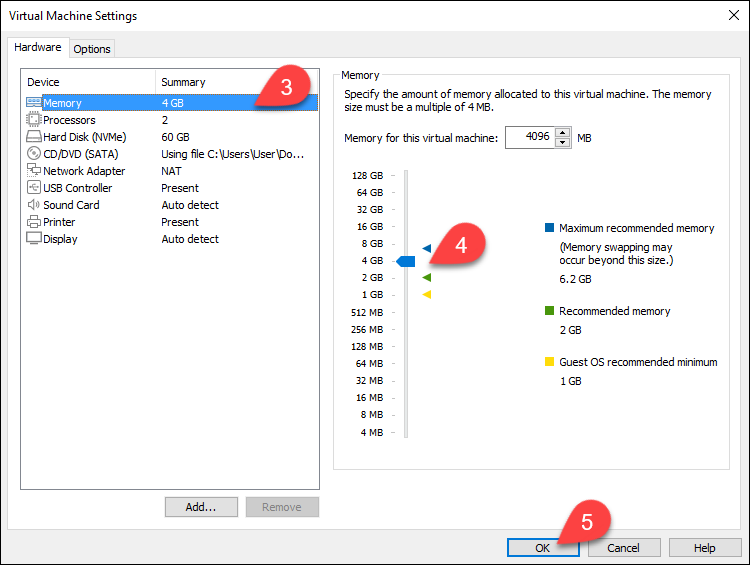 Virtual Machine Settings
Hardware Options
Device Summary
Memory 4 GB
Processors 2
Hard Disk (NVMe) 60 GB
CD/DVD (SATA) Using file C:\Users\User\Do...
Network Adapter NAT
USB Controller Present
Sound Card Auto detect
Printer Present
Display Auto detect
3
Add... Remove
Memory
Specify the amount of memory allocated to this virtual machine. The memory
size must be a multiple of 4 MB.
Memory for this virtual machine: 4096 MB
128 GB
64 GB
32 GB
16 GB
8 GB
4 GB
2 GB
1 GB
512 MB
256 MB
128 MB
64 MB
32 MB
16 MB
8 MB
4 MB
4
Maximum recommended memory
(Memory swapping may
occur beyond this size.)
6.2 GB
Recommended memory
2 GB
Guest OS recommended minimum
1 GB
5
OK Cancel Help